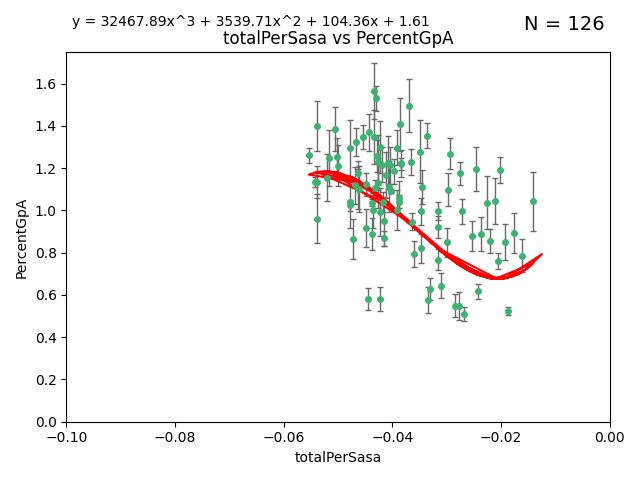 y = 32467.89x^3 + 3539.71x^2 + 104.36x + 1.61
N = 126
totalPerSasa vs PercentGpA
1.6
1.4
1.2
1.0
0.8
0.6
0.4
0.2
0.0
PercentGpA
−0.10 −0.08 −0.06 −0.04 −0.02 0.00
totalPerSasa